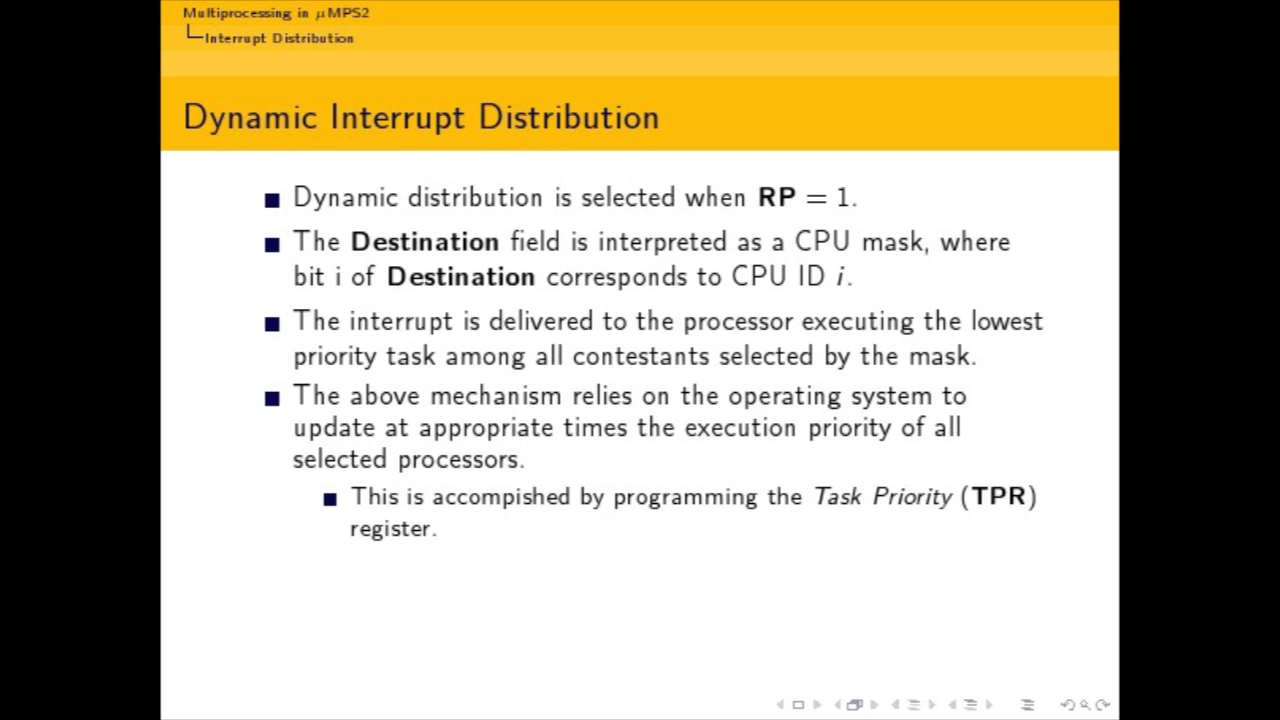 Multiprocessing in μMPS2
Interrupt Distribution
Dynamic Interrupt Distribution
Dynamic distribution is selected when RP = 1.
The Destination field is interpreted as a CPU mask, where
bit i of Destination corresponds to CPU ID i.
The interrupt is delivered to the processor executing the lowest
priority task among all contestants selected by the mask.
The above mechanism relies on the operating system to
update at appropriate times the execution priority of all
selected processors.
This is accompished by programming the Task Priority (TPR)
register.